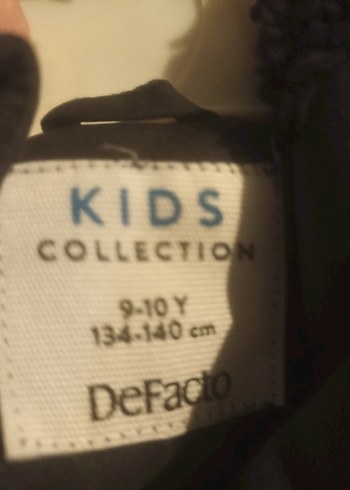 KIDS
COLLECTION
9-10 Y
134-140 cm
DeFacto